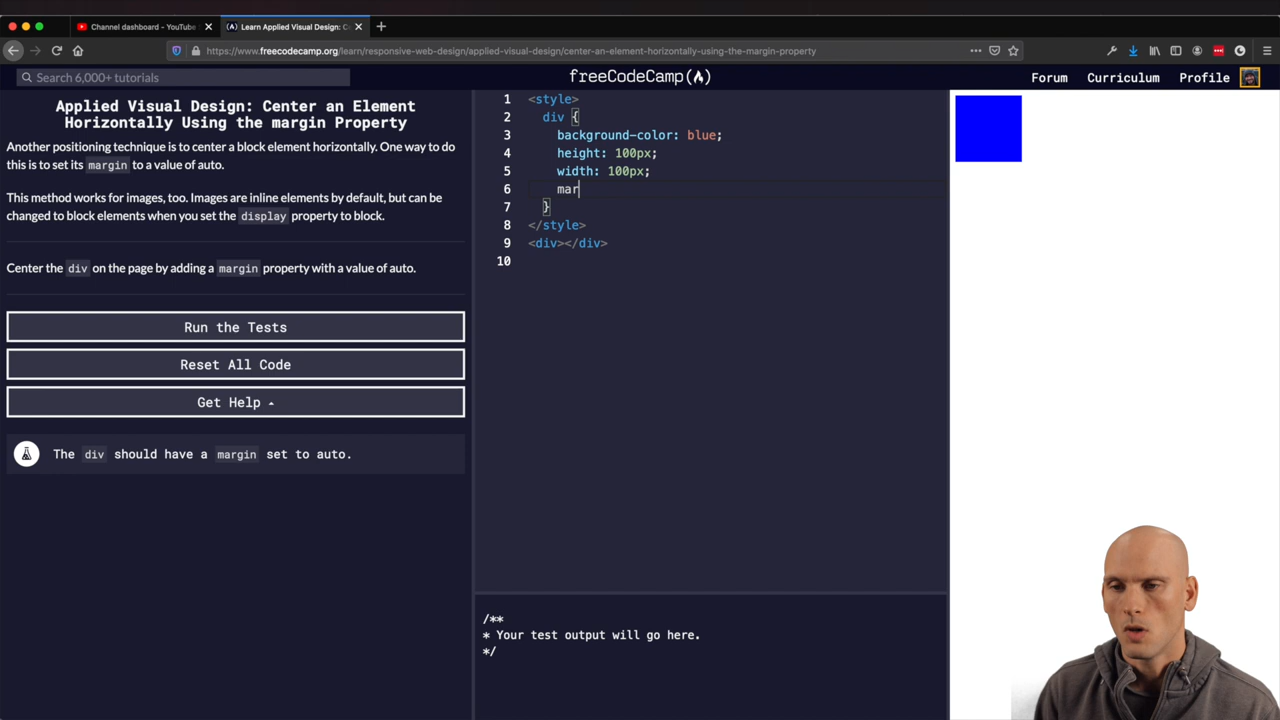 Channel dashboard - YouTube
Learn Applied Visual Design: C
https://www.freecodecamp.org/learn/responsive-web-design/applied-visual-design/center-an-element-horizontally-using-the-margin-property
Search 6,000+ tutorials
freeCodeCamp
Forum
Curriculum
Profile
Applied Visual Design: Center an Element
Horizontally Using the margin Property
Another positioning technique is to center a block element horizontally. One way to do
this is to set its margin to a value of auto.
This method works for images, too. Images are inline elements by default, but can be
changed to block elements when you set the display property to block.
Center the div on the page by adding a margin property with a value of auto.
Run the Tests
Reset All Code
Get Help
The div should have a margin set to auto.
1 <style>
2 div {
3 background-color: blue;
4 height: 100px;
5 width: 100px;
6 mar
7 }
8 </style>
9 <div></div>
10
/**
* Your test output will go here.
*/